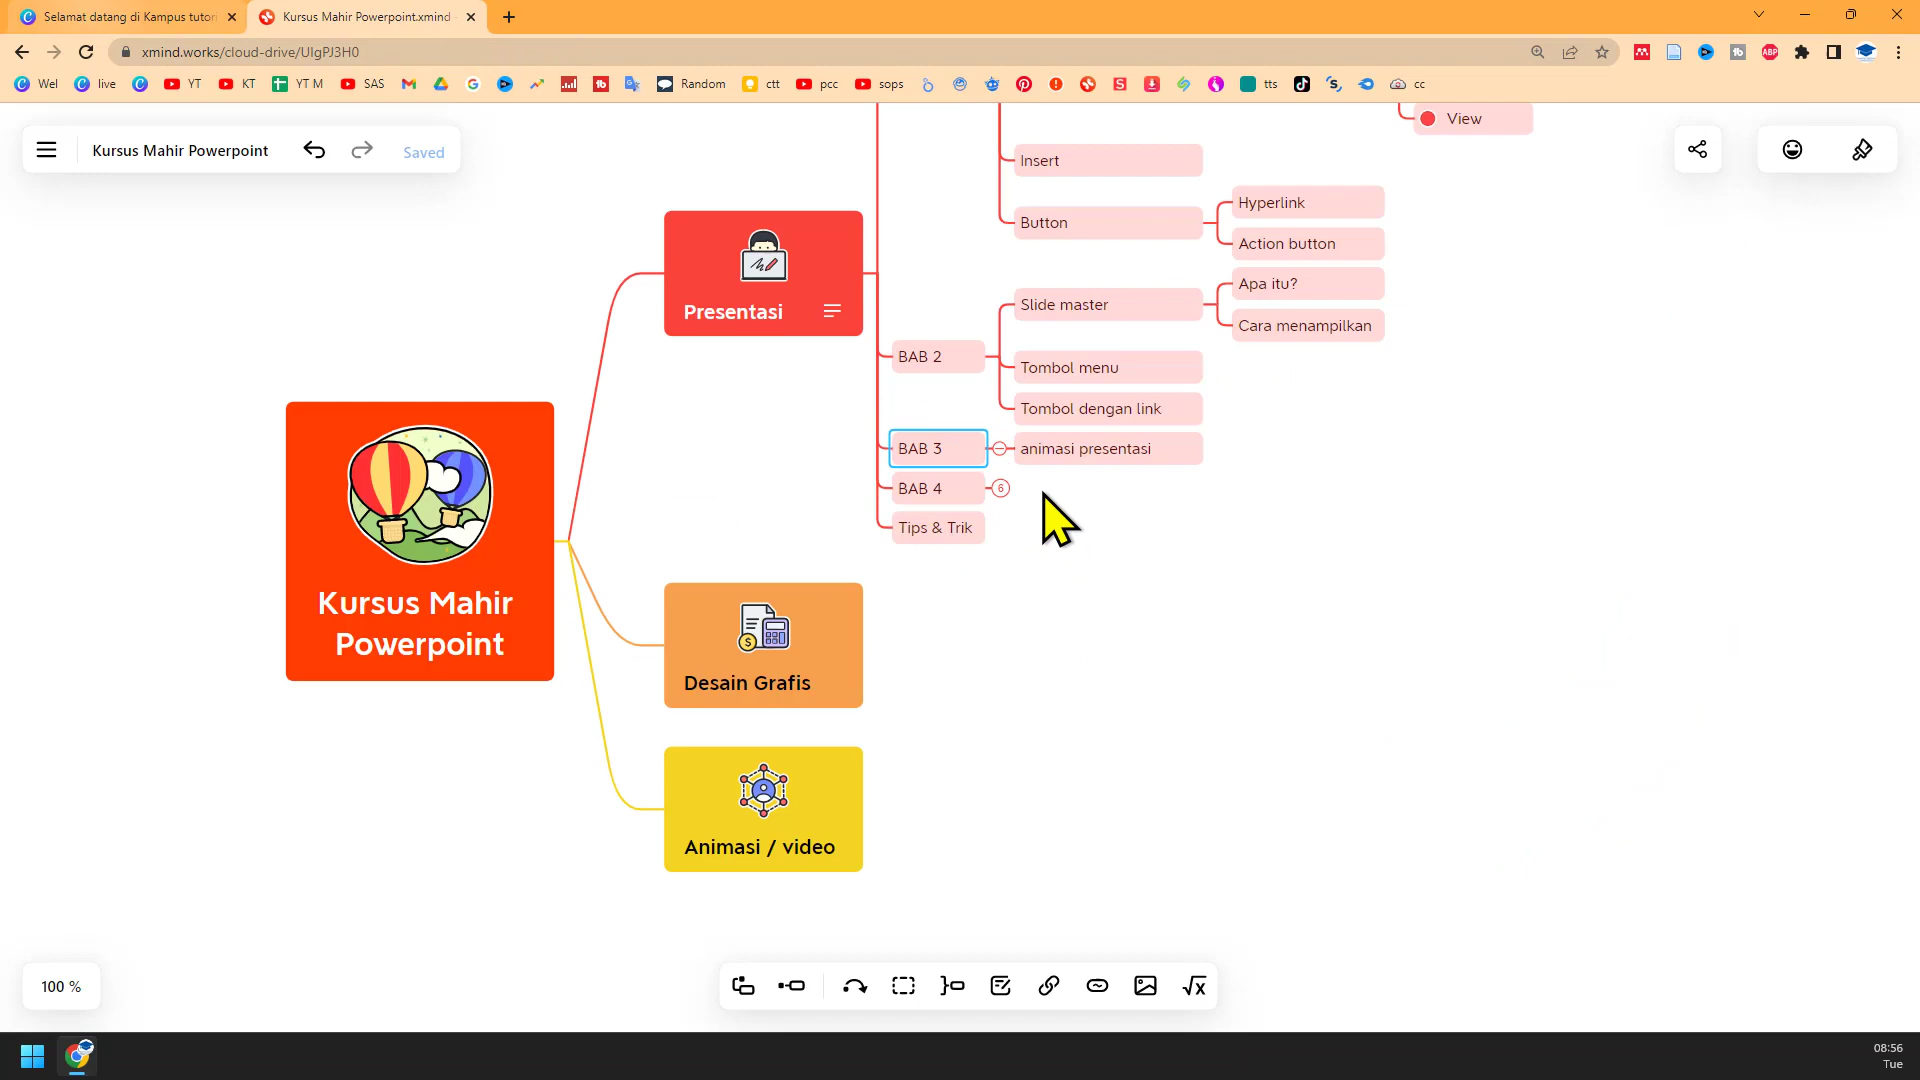 Selamat datang di Kampus tutori
Kursus Mahir Powerpoint.xmind -
xmind.works/cloud-drive/UIgPJ3H0
Wel
live
YT
KT
YT M
SAS
Random
ctt
pcc
sops
tts
cc
Kursus Mahir Powerpoint
Saved
View
Insert
Button
Hyperlink
Action button
Presentasi
BAB 2
Slide master
Apa itu?
Cara menampilkan
Tombol menu
Tombol dengan link
BAB 3
animasi presentasi
BAB 4
6
Tips & Trik
Kursus Mahir
Powerpoint
Desain Grafis
Animasi / video
100 %
08:56
Tue